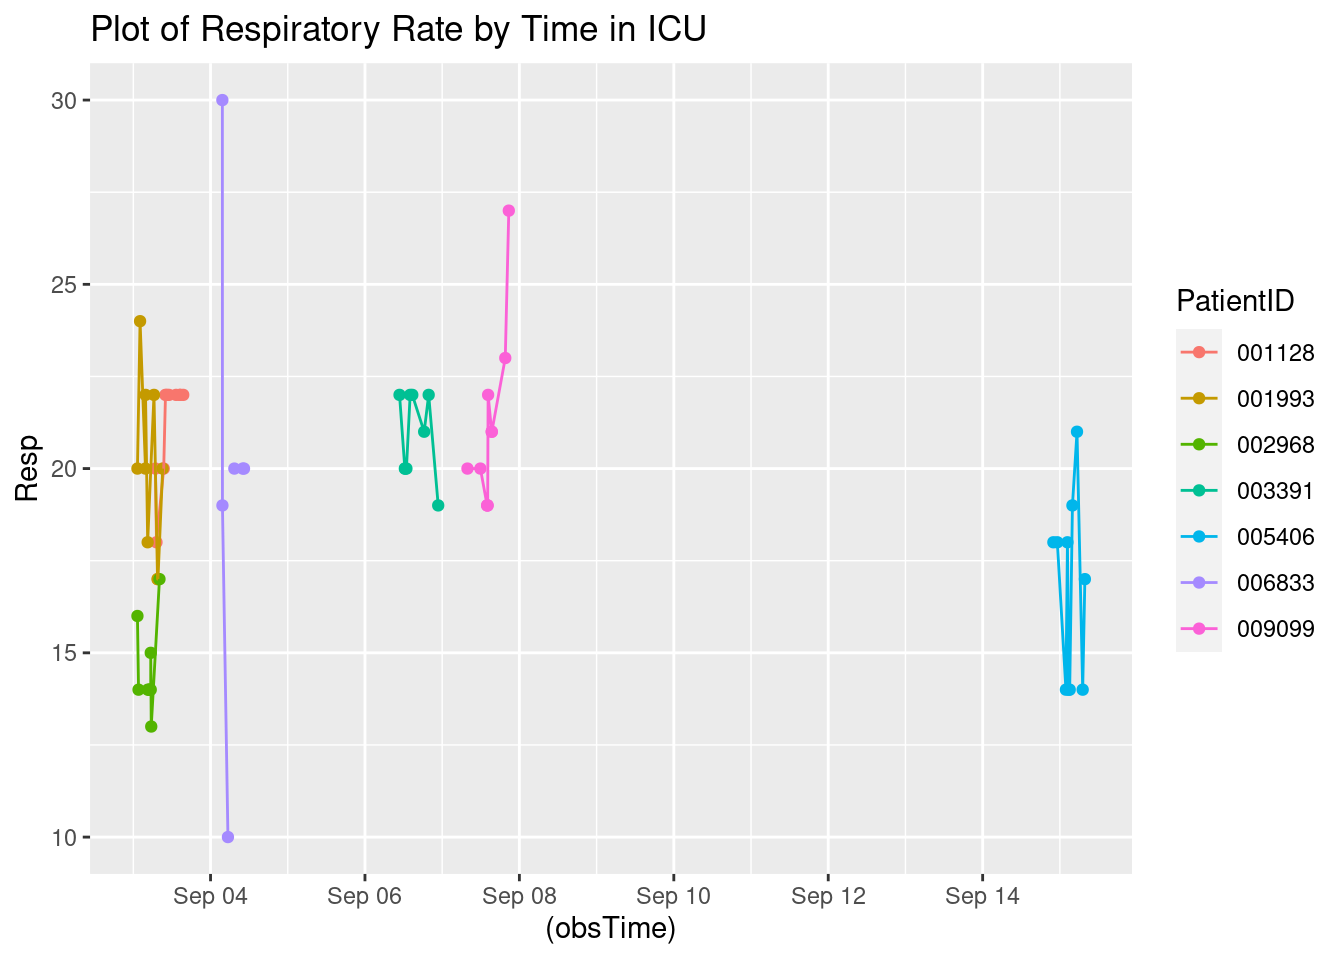 Plot of Respiratory Rate by Time in ICU
30
25
20
15
10
Resp
Sep 04 Sep 06 Sep 08 Sep 10 Sep 12 Sep 14
(obsTime)
PatientID
001128
001993
002968
003391
005406
006833
009099